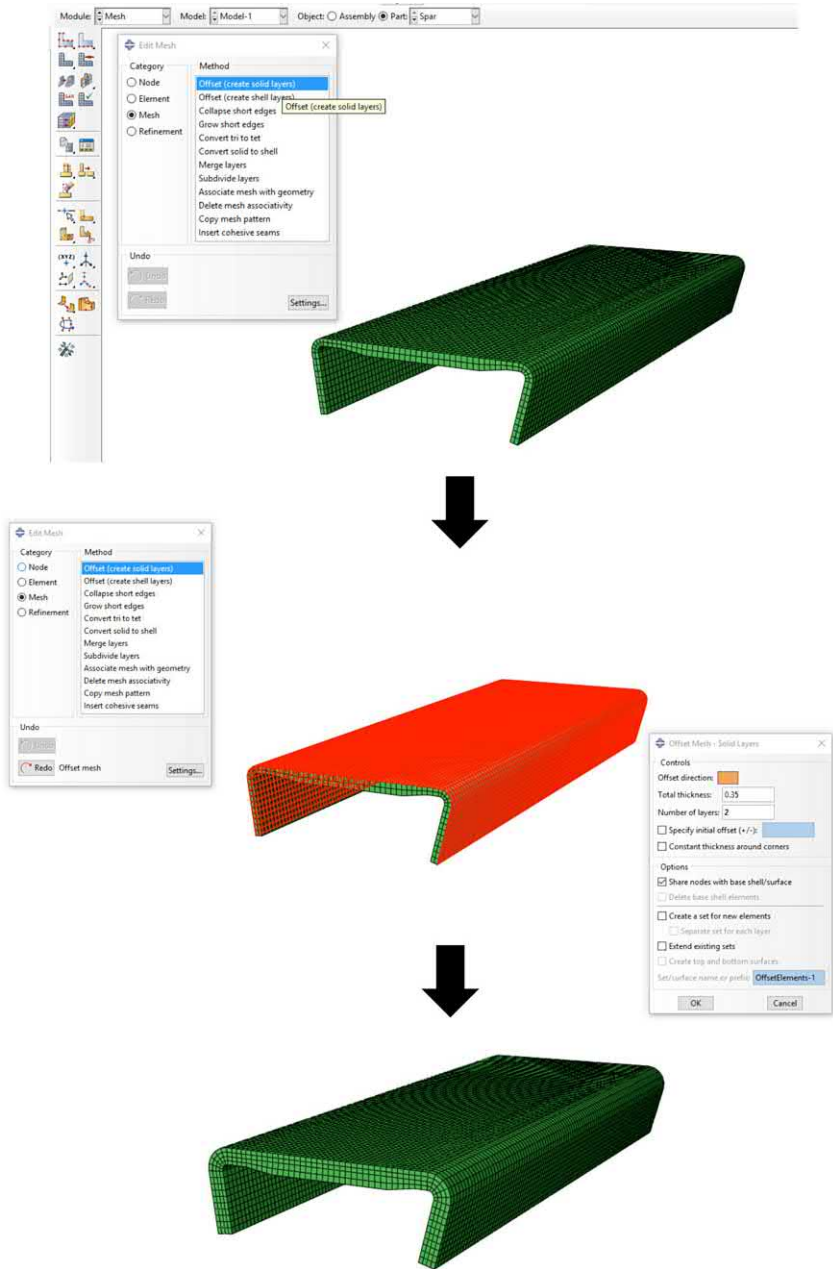 Module: Mesh Model: Model-1 Object: Assembly Part: Spar
Edit Mesh
Category Method
Node
Element
Mesh
Refinement
Offset (create solid layers)
Offset (create shell layers)
Offset (create solid layers)
Collapse short edges
Grow short edges
Convert tri to tet
Convert solid to shell
Merge layers
Subdivide layers
Associate mesh with geometry
Delete mesh associativity
Copy mesh pattern
Insert cohesive seams
Undo
Undo
Redo
Settings...
(XYZ)
Edit Mesh
Category Method
Node
Element
Mesh
Refinement
Offset (create solid layers)
Offset (create shell layers)
Collapse short edges
Grow short edges
Convert tri to tet
Convert solid to shell
Merge layers
Subdivide layers
Associate mesh with geometry
Delete mesh associativity
Copy mesh pattern
Insert cohesive seams
Undo
Undo
Redo Offset mesh
Settings...
Offset Mesh - Solid Layers
Controls
Offset direction:
Total thickness: 0.35
Number of layers: 2
Specify initial offset (+/-):
Constant thickness around corners
Options
Share nodes with base shell/surface
Delete base shell elements
Create a set for new elements
Separate set for each layer
Extend existing sets
Create top and bottom surfaces
Set/surface name or prefix: OffsetElements-1
OK Cancel